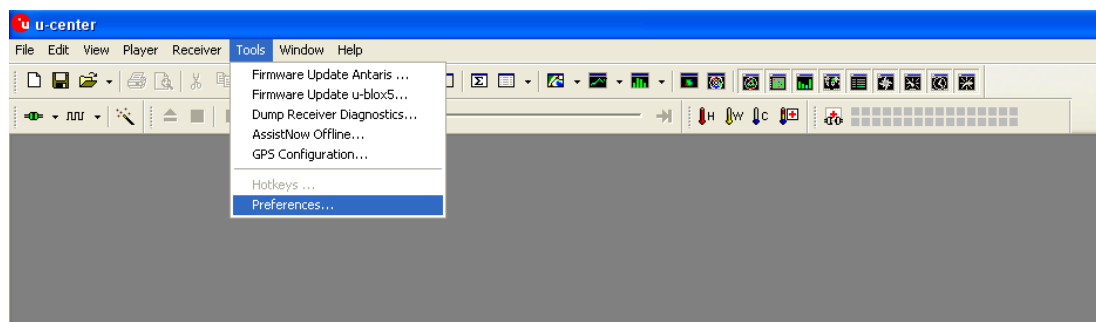 u u-center
File Edit View Player Receiver Tools Window Help
Firmware Update Antaris ...
Firmware Update u-blox5...
Dump Receiver Diagnostics...
H W C
AssistNow Offline...
GPS Configuration...
Hotkeys ...
Preferences...